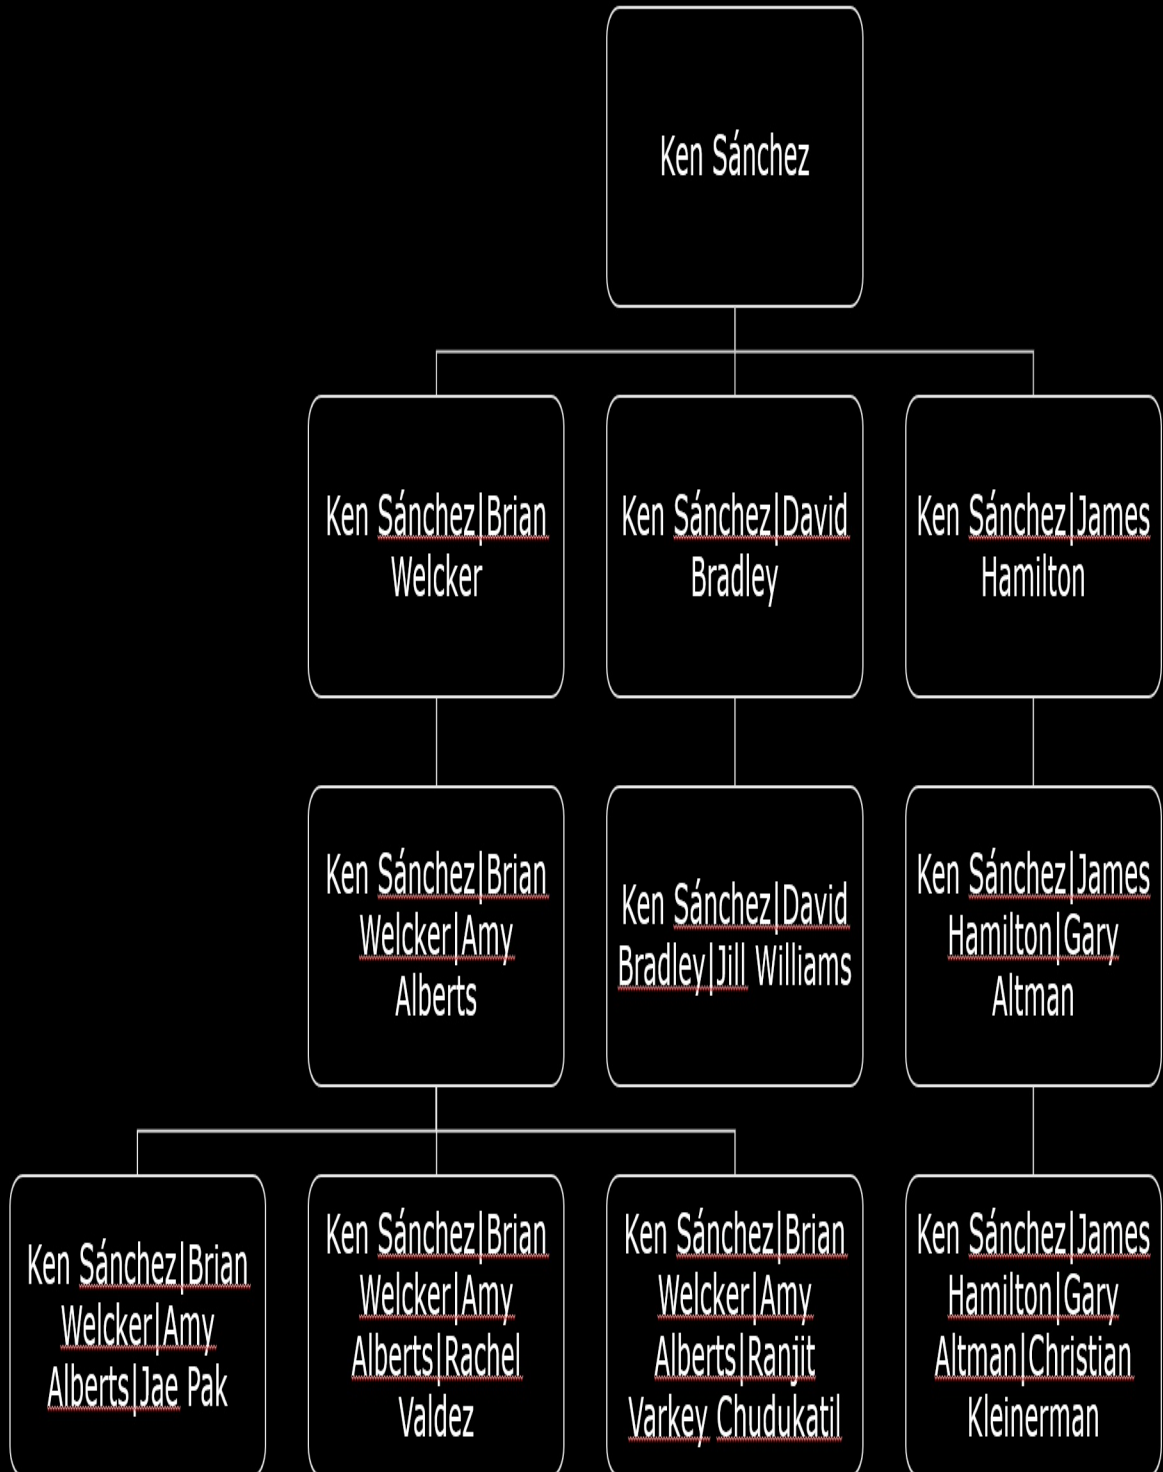 Ken Sánchez
Ken Sánchez|Brian
Welcker
Ken Sánchez|David
Bradley
Ken Sánchez|James
Hamilton
Ken Sánchez|Brian
Welcker|Amy
Alberts
Ken Sánchez|David
Bradley|Jill Williams
Ken Sánchez|James
Hamilton|Gary
Altman
Ken Sánchez|Brian
Welcker|Amy
Alberts|Jae Pak
Ken Sánchez|Brian
Welcker|Amy
Alberts|Rachel
Valdez
Ken Sánchez|Brian
Welcker|Amy
Alberts|Ranjit
Varkey Chudukatil
Ken Sánchez|James
Hamilton|Gary
Altman|Christian
Kleinerman